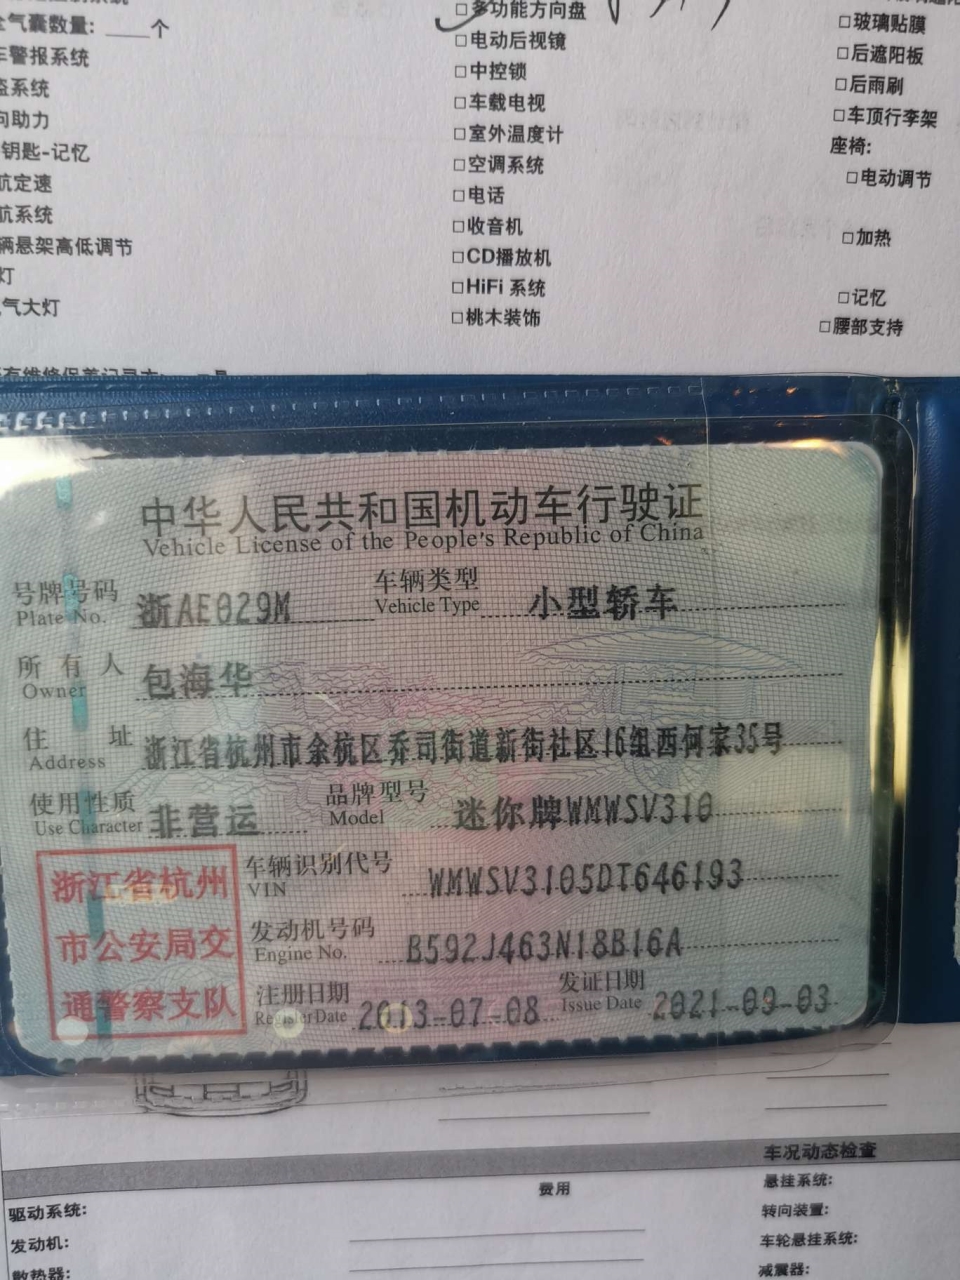 气囊数量: 个
警报系统
系统
助力
钥匙-记忆
航定速
航系统
辆悬架高低调节
灯
气大灯
□多功能方向盘
□电动后视镜
□中控锁
□车载电视
□室外温度计
□空调系统
□电话
□收音机
□CD播放机
□HiFi 系统
□桃木装饰
□玻璃贴膜
□后遮阳板
□后雨刷
□车顶行李架
座椅:
□电动调节
□加热
□记忆
□腰部支持
中华人民共和国机动车行驶证
Vehicle License of the People's Republic of China
号牌号码 浙AE029M 车辆类型 小型轿车
Plate No. Vehicle Type
所有人 包海华
Owner
住址 浙江省杭州市余杭区乔司街道新街社区16组西何家35号
Address
使用性质 非营运 品牌型号 迷你牌WMWSV310
Use Character Model
浙江省杭州
市公安局交
通警察支队
车辆识别代号 WMWSV3105DT646193
VIN
发动机号码 B592J463N18B16A
Engine No.
注册日期 2013-07-08 发证日期 2021-09-03
Register Date Issue Date
车况动态检查
费用
驱动系统:
发动机:
散热器:
悬挂系统:
转向装置:
车轮悬挂系统:
减震器: